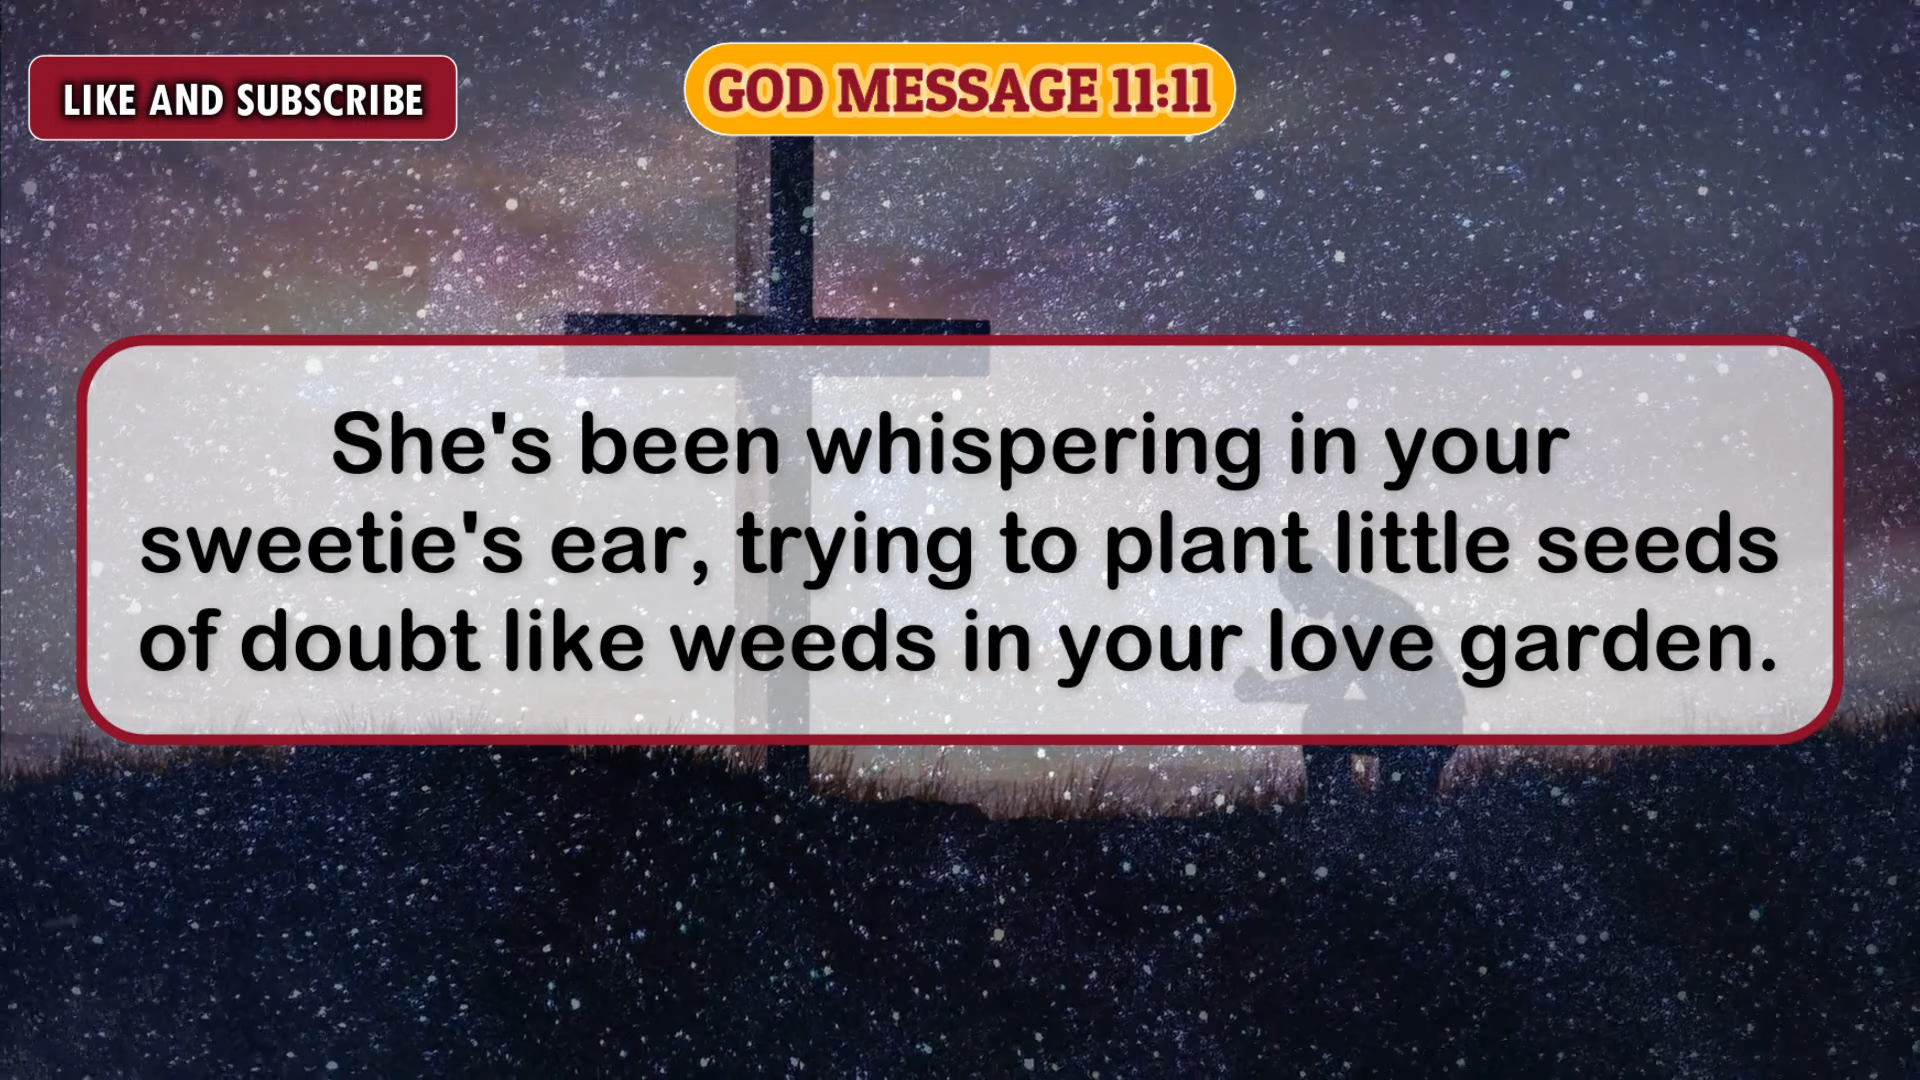 LIKE AND SUBSCRIBE
GOD MESSAGE 11:11
She's been whispering in your
sweetie's ear, trying to plant little seeds
of doubt like weeds in your love garden.